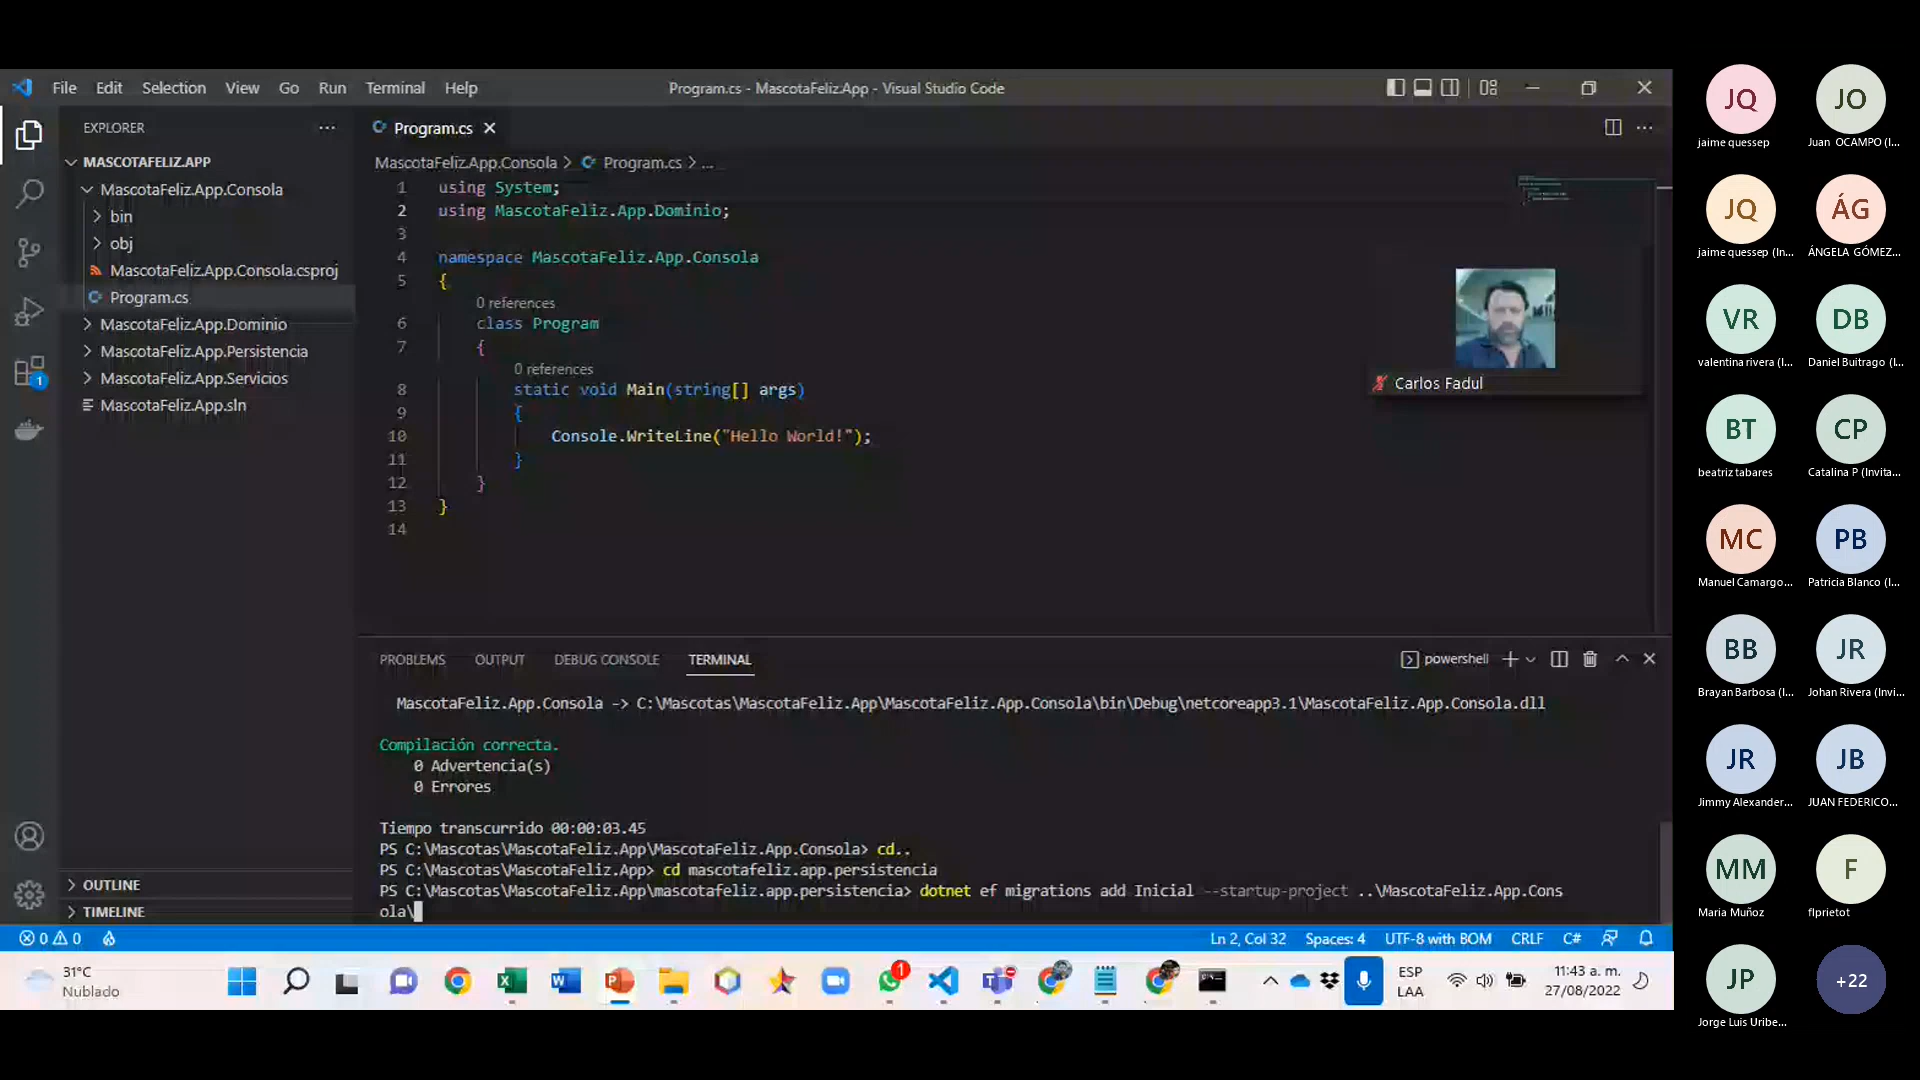 File Edit Selection View Go Run Terminal Help
Program.cs - MascotaFeliz.App - Visual Studio Code
EXPLORER
MASCOTAFELIZ.APP
MascotaFeliz.App.Consola
bin
obj
MascotaFeliz.App.Consola.csproj
Program.cs
MascotaFeliz.App.Dominio
MascotaFeliz.App.Persistencia
MascotaFeliz.App.Servicios
MascotaFeliz.App.sln
1
OUTLINE
TIMELINE
Program.cs
MascotaFeliz.App.Consola > Program.cs > ...
1 using System;
2 using MascotaFeliz.App.Dominio;
3
4 namespace MascotaFeliz.App.Consola
5 {
0 references
6 class Program
7 {
0 references
8 static void Main(string[] args)
9 {
10 Console.WriteLine("Hello World!");
11 }
12 }
13 }
14
Carlos Fadul
PROBLEMS OUTPUT DEBUG CONSOLE TERMINAL
powershell
MascotaFeliz.App.Consola -> C:\Mascotas\MascotaFeliz.App\MascotaFeliz.App.Consola\bin\Debug\netcoreapp3.1\MascotaFeliz.App.Consola.dll
Compilación correcta.
0 Advertencia(s)
0 Errores
Tiempo transcurrido 00:00:03.45
PS C:\Mascotas\MascotaFeliz.App\MascotaFeliz.App.Consola> cd..
PS C:\Mascotas\MascotaFeliz.App> cd mascotafeliz.app.persistencia
PS C:\Mascotas\MascotaFeliz.App\mascotafeliz.app.persistencia> dotnet ef migrations add Inicial --startup-project ..\MascotaFeliz.App.Cons
ola\
0 0
Ln 2, Col 32 Spaces: 4 UTF-8 with BOM CRLF C#
31°C
Nublado
1
ESP
LAA
11:43 a. m.
27/08/2022
JQ JO
jaime quessep Juan OCAMPO (I...
JQ ÁG
jaime quessep (In... ÁNGELA GÓMEZ...
VR DB
valentina rivera (I... Daniel Buitrago (I...
BT CP
beatriz tabares Catalina P (Invita...
MC PB
Manuel Camargo... Patricia Blanco (I...
BB JR
Brayan Barbosa (I... Johan Rivera (Invi...
JR JB
Jimmy Alexander... JUAN FEDERICO...
MM F
Maria Muñoz flprietot
JP +22
Jorge Luis Uribe...